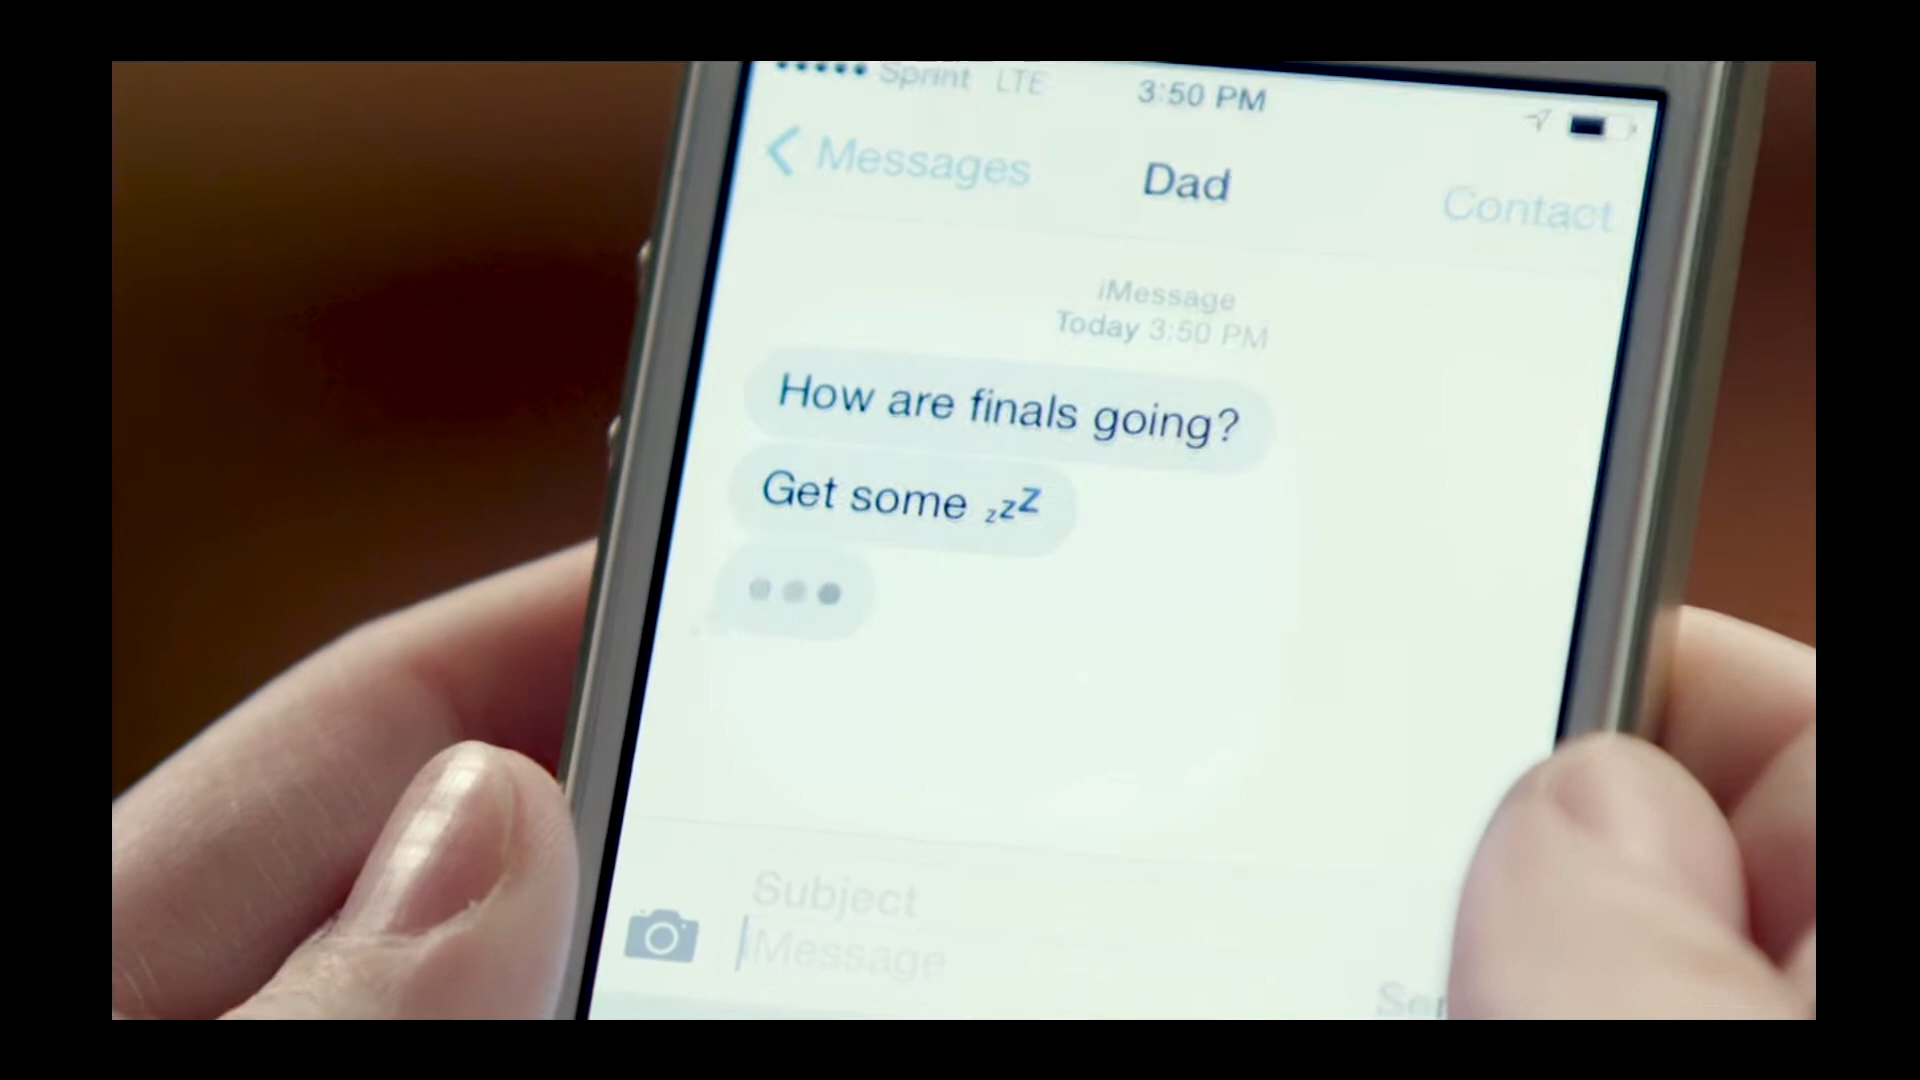 Sprint LTE 3:50 PM
Messages Dad Contact
iMessage
Today 3:50 PM
How are finals going?
Get some zzZ
Subject
iMessage